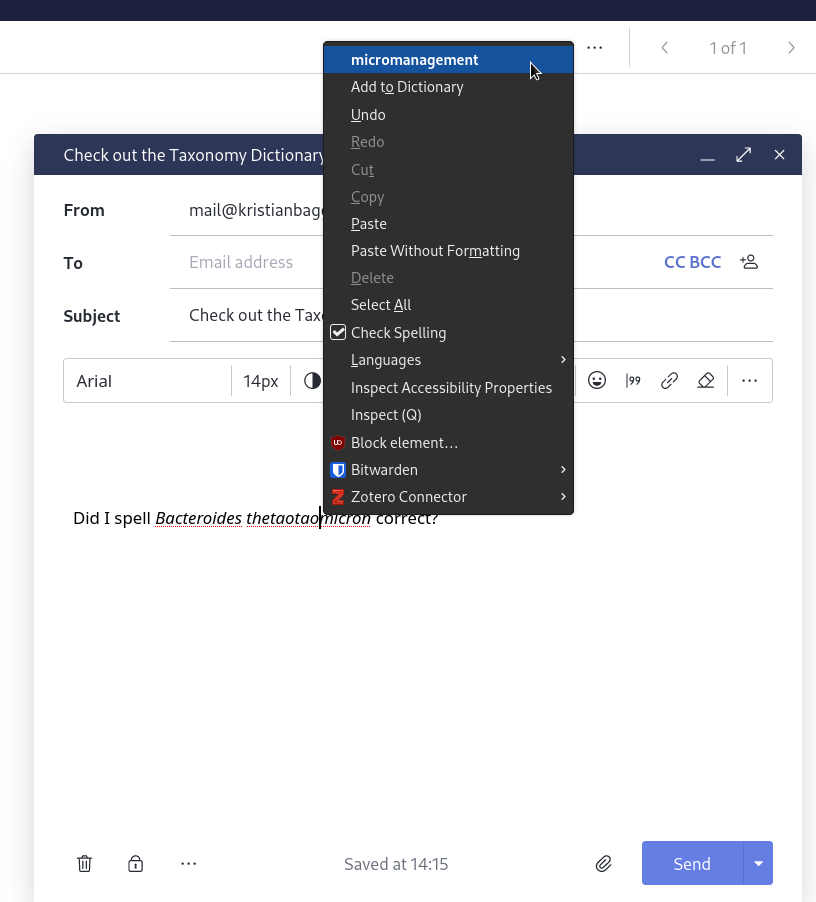 1 of 1
micromanagement
Add to Dictionary
Undo
Redo
Cut
Copy
Paste
Paste Without Formatting
Delete
Select All
Check Spelling
Languages
Inspect Accessibility Properties
Inspect (Q)
Block element…
Bitwarden
Zotero Connector
Check out the Taxonomy Dictionary
From mail@kristianbag
To Email address CC BCC
Subject Check out the Tax
Arial 14px
Did I spell Bacteroides thetaotaomicron correct?
Saved at 14:15 Send